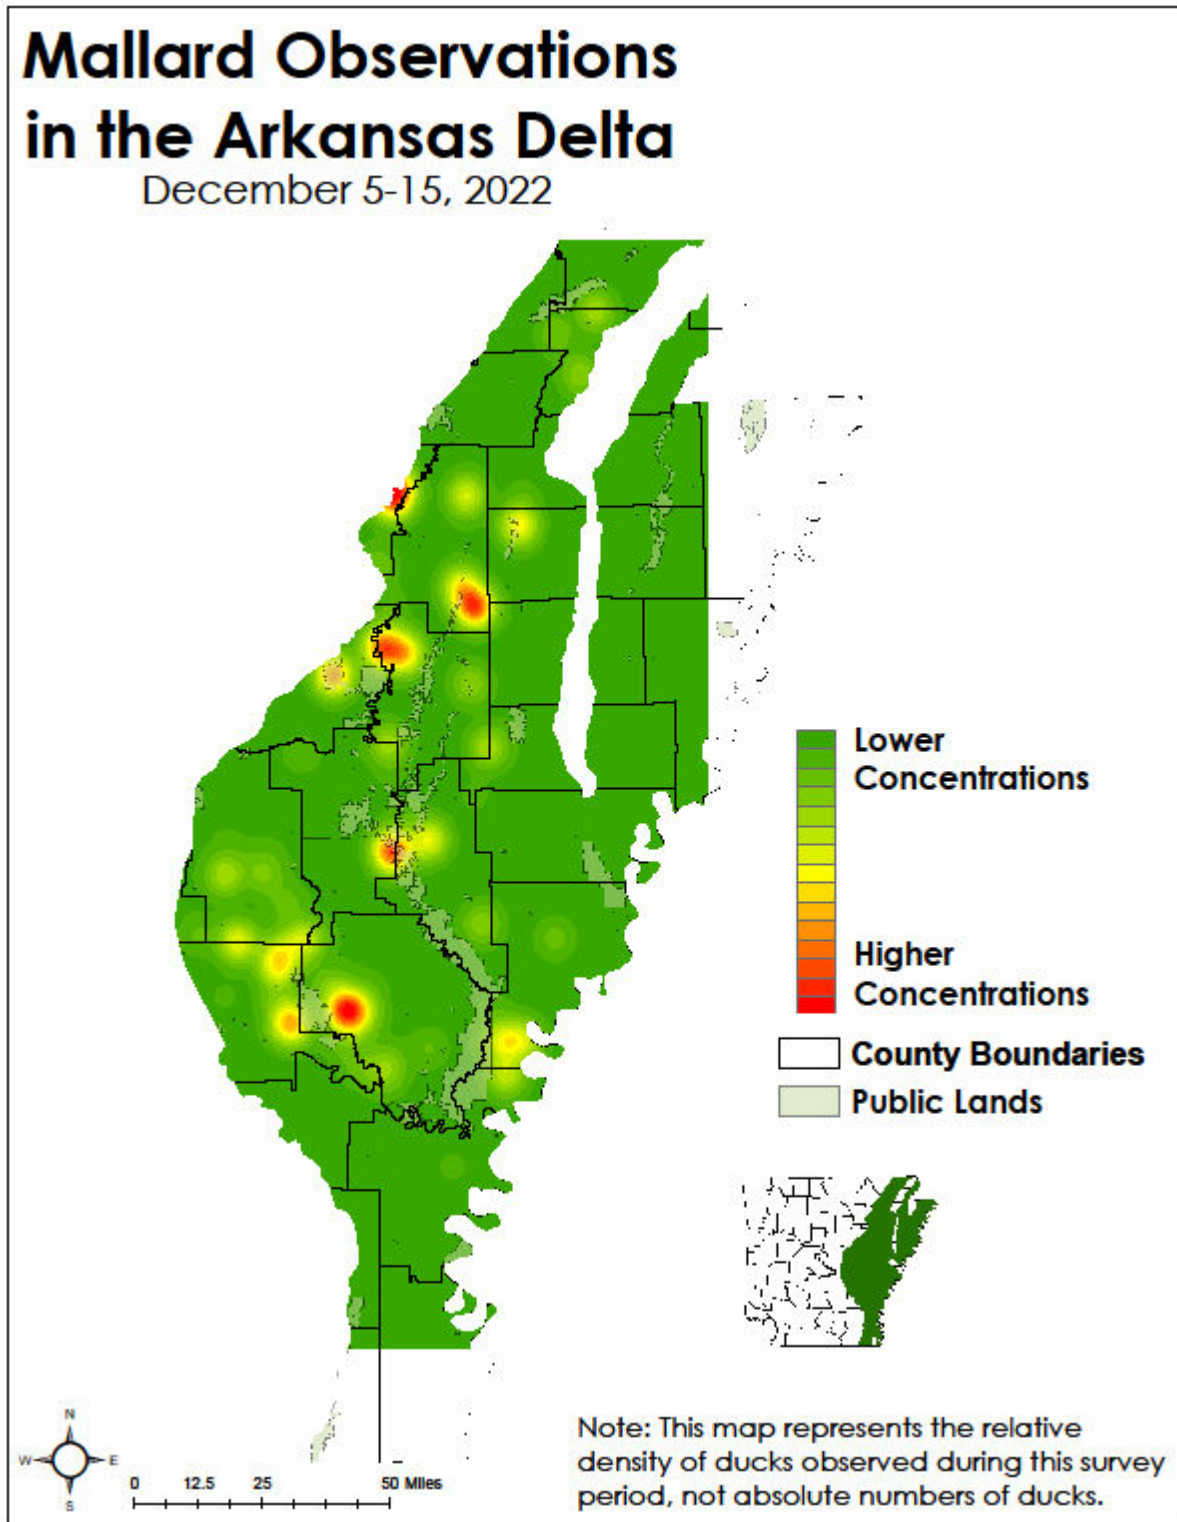 Mallard Observations
in the Arkansas Delta
December 5-15, 2022
Lower
Concentrations
Higher
Concentrations
County Boundaries
Public Lands
N
W E
S
0 12.5 25 50 Miles
Note: This map represents the relative
density of ducks observed during this survey
period, not absolute numbers of ducks.